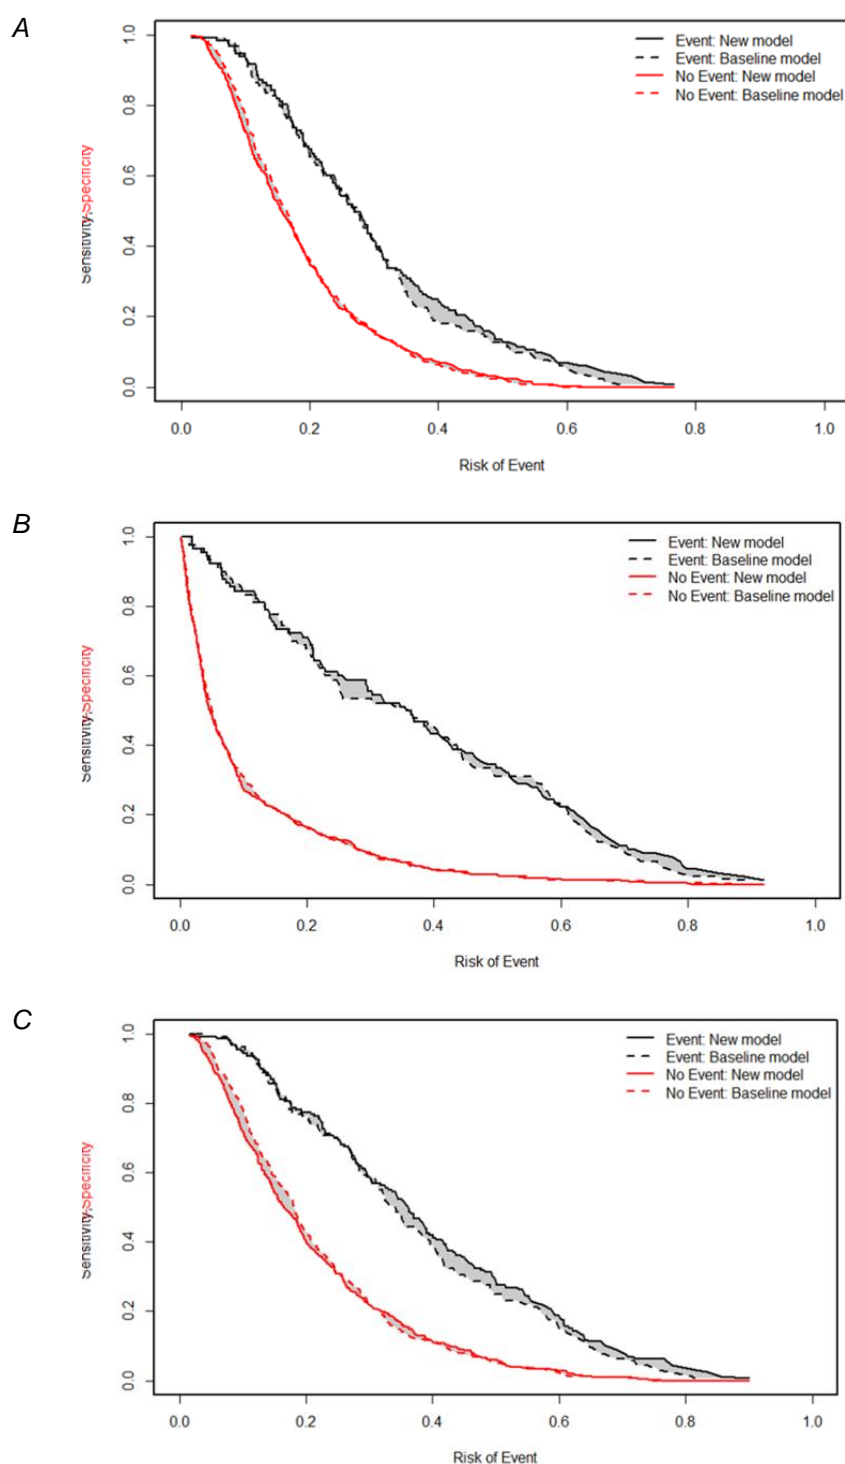 A
1.0
0.8
0.6
0.4
0.2
0.0
Sensitivity,Specificity
Event: New model
Event: Baseline model
No Event: New model
No Event: Baseline model
0.0 0.2 0.4 0.6 0.8 1.0
Risk of Event
B
1.0
0.8
0.6
0.4
0.2
0.0
Sensitivity,Specificity
Event: New model
Event: Baseline model
No Event: New model
No Event: Baseline model
0.0 0.2 0.4 0.6 0.8 1.0
Risk of Event
C
1.0
0.8
0.6
0.4
0.2
0.0
Sensitivity,Specificity
Event: New model
Event: Baseline model
No Event: New model
No Event: Baseline model
0.0 0.2 0.4 0.6 0.8 1.0
Risk of Event